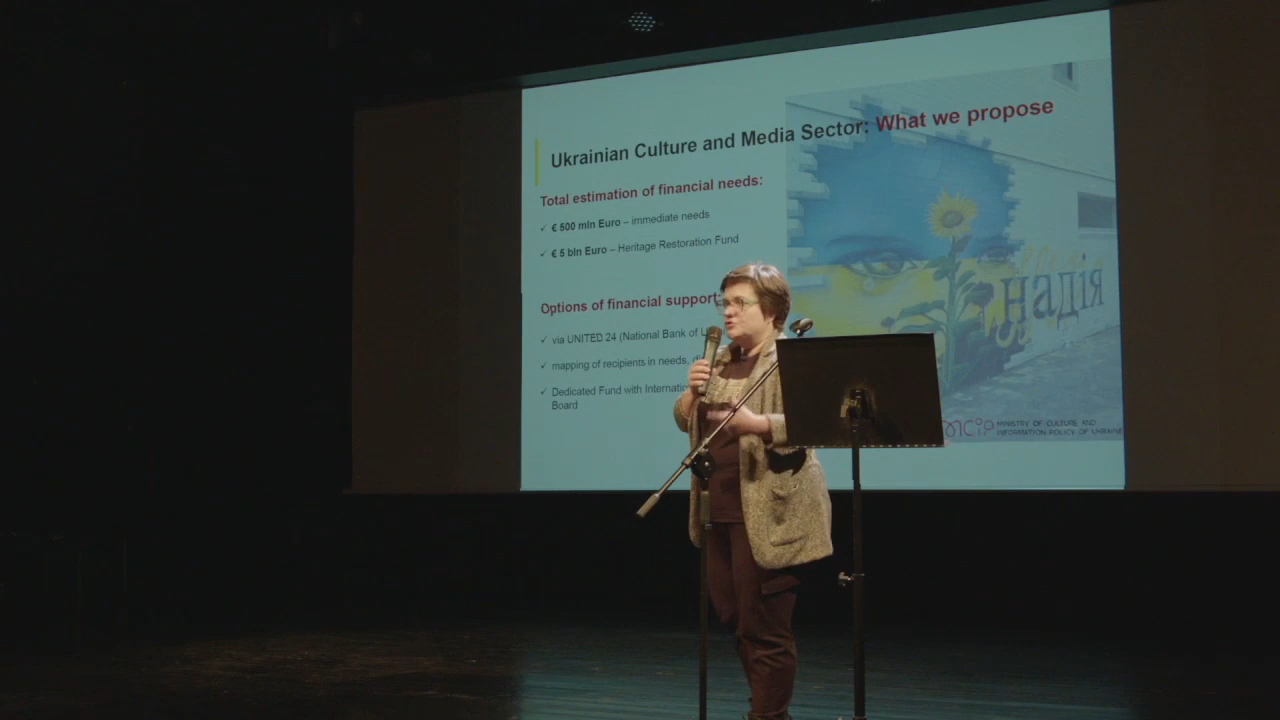 Ukrainian Culture and Media Sector: What we propose
Total estimation of financial needs:
✓ € 500 mln Euro – immediate needs
✓ € 5 bln Euro – Heritage Restoration Fund
Options of financial support
✓ via UNITED 24 (National Bank of
✓ mapping of recipients in needs,
✓ Dedicated Fund with
Board
надія
MCIP MINISTRY OF CULTURE AND
INFORMATION POLICY OF UKRAINE